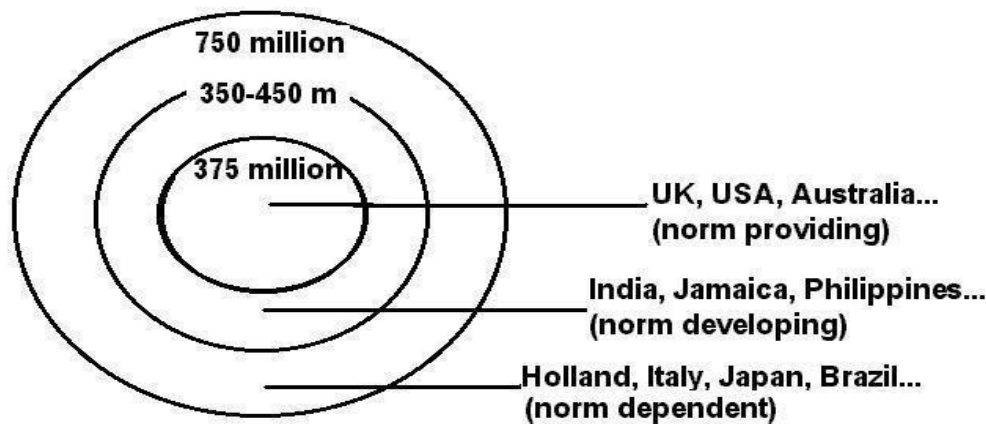 750 million
350-450 m
375 million
UK, USA, Australia...
(norm providing)
India, Jamaica, Philippines...
(norm developing)
Holland, Italy, Japan, Brazil...
(norm dependent)